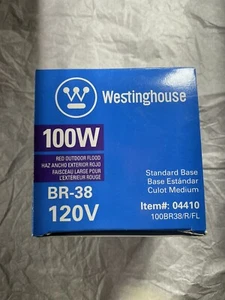 Westinghouse
100W
RED OUTDOOR FLOOD
HAZ ANCHO EXTERIOR ROJO
FAISCEAU LARGE POUR
L'EXTÉRIEUR ROUGE
BR-38
120V
Standard Base
Base Estándar
Culot Medium
Item#: 04410
100BR38/R/FL